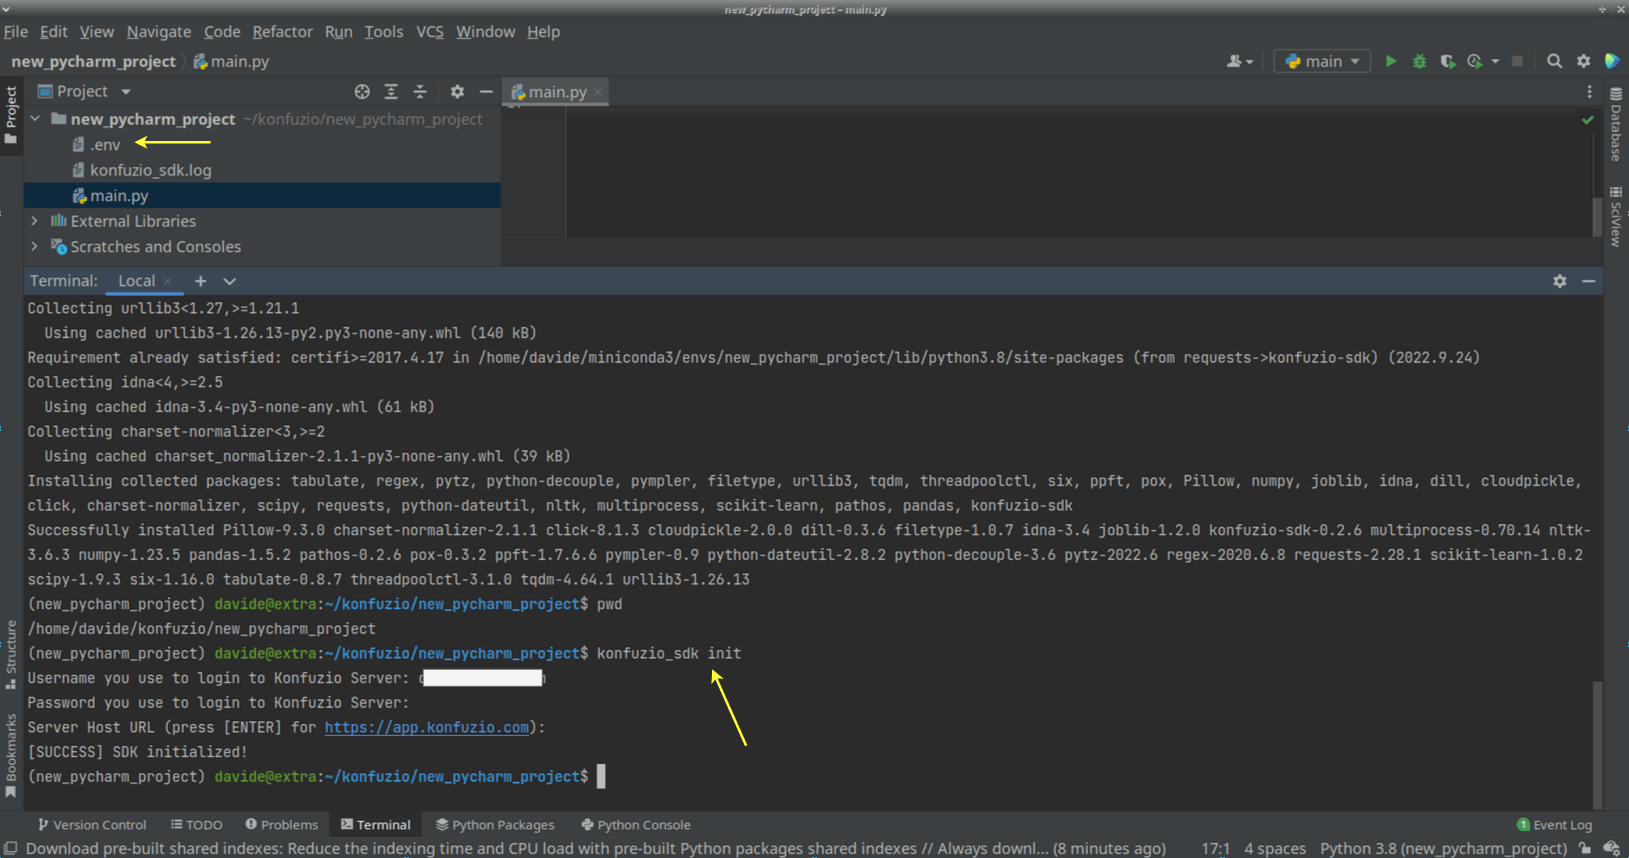 new_pycharm_project – main.py
File Edit View Navigate Code Refactor Run Tools VCS Window Help
new_pycharm_project main.py
main
Project
main.py
new_pycharm_project ~/konfuzio/new_pycharm_project
.env
konfuzio_sdk.log
main.py
External Libraries
Scratches and Consoles
Project
Structure
Bookmarks
Database
SciView
Terminal: Local
Collecting urllib3<1.27,>=1.21.1
Using cached urllib3-1.26.13-py2.py3-none-any.whl (140 kB)
Requirement already satisfied: certifi>=2017.4.17 in /home/davide/miniconda3/envs/new_pycharm_project/lib/python3.8/site-packages (from requests->konfuzio-sdk) (2022.9.24)
Collecting idna<4,>=2.5
Using cached idna-3.4-py3-none-any.whl (61 kB)
Collecting charset-normalizer<3,>=2
Using cached charset_normalizer-2.1.1-py3-none-any.whl (39 kB)
Installing collected packages: tabulate, regex, pytz, python-decouple, pympler, filetype, urllib3, tqdm, threadpoolctl, six, ppft, pox, Pillow, numpy, joblib, idna, dill, cloudpickle,
click, charset-normalizer, scipy, requests, python-dateutil, nltk, multiprocess, scikit-learn, pathos, pandas, konfuzio-sdk
Successfully installed Pillow-9.3.0 charset-normalizer-2.1.1 click-8.1.3 cloudpickle-2.0.0 dill-0.3.6 filetype-1.0.7 idna-3.4 joblib-1.2.0 konfuzio-sdk-0.2.6 multiprocess-0.70.14 nltk-
3.6.3 numpy-1.23.5 pandas-1.5.2 pathos-0.2.6 pox-0.3.2 ppft-1.7.6.6 pympler-0.9 python-dateutil-2.8.2 python-decouple-3.6 pytz-2022.6 regex-2020.6.8 requests-2.28.1 scikit-learn-1.0.2
scipy-1.9.3 six-1.16.0 tabulate-0.8.7 threadpoolctl-3.1.0 tqdm-4.64.1 urllib3-1.26.13
(new_pycharm_project) davide@extra:~/konfuzio/new_pycharm_project$ pwd
/home/davide/konfuzio/new_pycharm_project
(new_pycharm_project) davide@extra:~/konfuzio/new_pycharm_project$ konfuzio_sdk init
Username you use to login to Konfuzio Server:
Password you use to login to Konfuzio Server:
Server Host URL (press [ENTER] for https://app.konfuzio.com):
[SUCCESS] SDK initialized!
(new_pycharm_project) davide@extra:~/konfuzio/new_pycharm_project$
Version Control TODO Problems Terminal Python Packages Python Console 1 Event Log
Download pre-built shared indexes: Reduce the indexing time and CPU load with pre-built Python packages shared indexes // Always downl... (8 minutes ago) 17:1 4 spaces Python 3.8 (new_pycharm_project)